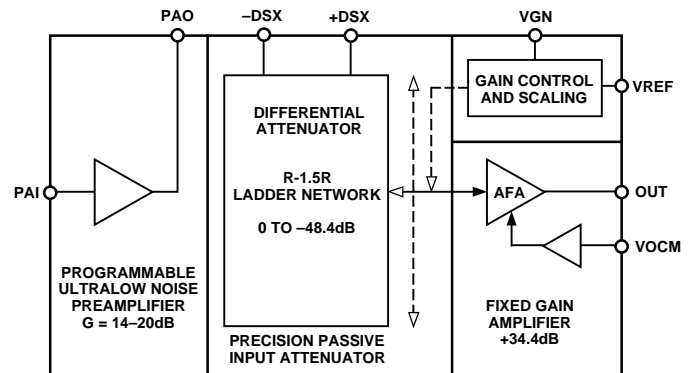 PAO
–DSX
+DSX
VGN
GAIN CONTROL
AND SCALING
VREF
DIFFERENTIAL
ATTENUATOR
R-1.5R
LADDER NETWORK
0 TO –48.4dB
PAI
AFA
OUT
VOCM
PROGRAMMABLE
ULTRALOW NOISE
PREAMPLIFIER
G = 14–20dB
PRECISION PASSIVE
INPUT ATTENUATOR
FIXED GAIN
AMPLIFIER
+34.4dB